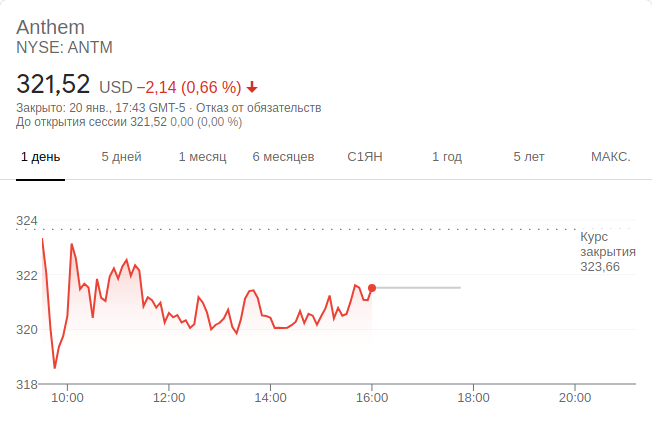 Anthem
NYSE: ANTM
321,52 USD −2,14 (0,66 %)
Закрыто: 20 янв., 17:43 GMT-5 · Отказ от обязательств
До открытия сессии 321,52 0,00 (0,00 %)
1 день 5 дней 1 месяц 6 месяцев С1ЯН 1 год 5 лет МАКС.
324
Курс
закрытия
323,66
322
320
318
10:00 12:00 14:00 16:00 18:00 20:00